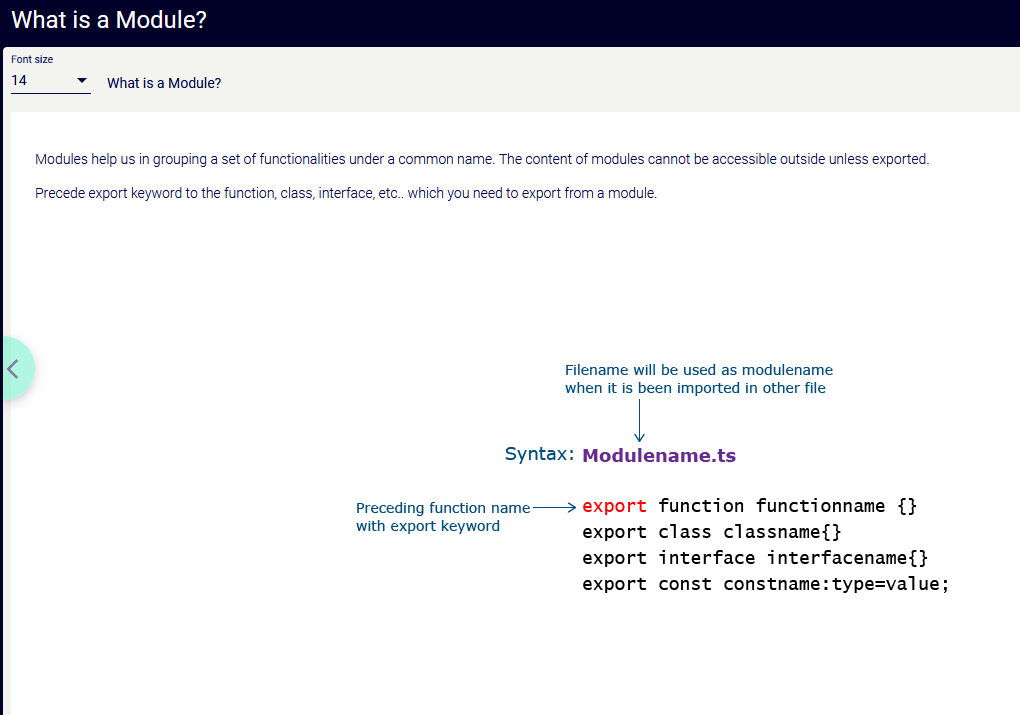 What is a Module?
Font size
14
What is a Module?
Modules help us in grouping a set of functionalities under a common name. The content of modules cannot be accessible outside unless exported.
Precede export keyword to the function, class, interface, etc.. which you need to export from a module.
Filename will be used as modulename
when it is been imported in other file
Syntax: Modulename.ts
Preceding function name
with export keyword
export function functionname {}
export class classname{}
export interface interfacename{}
export const constname:type=value;